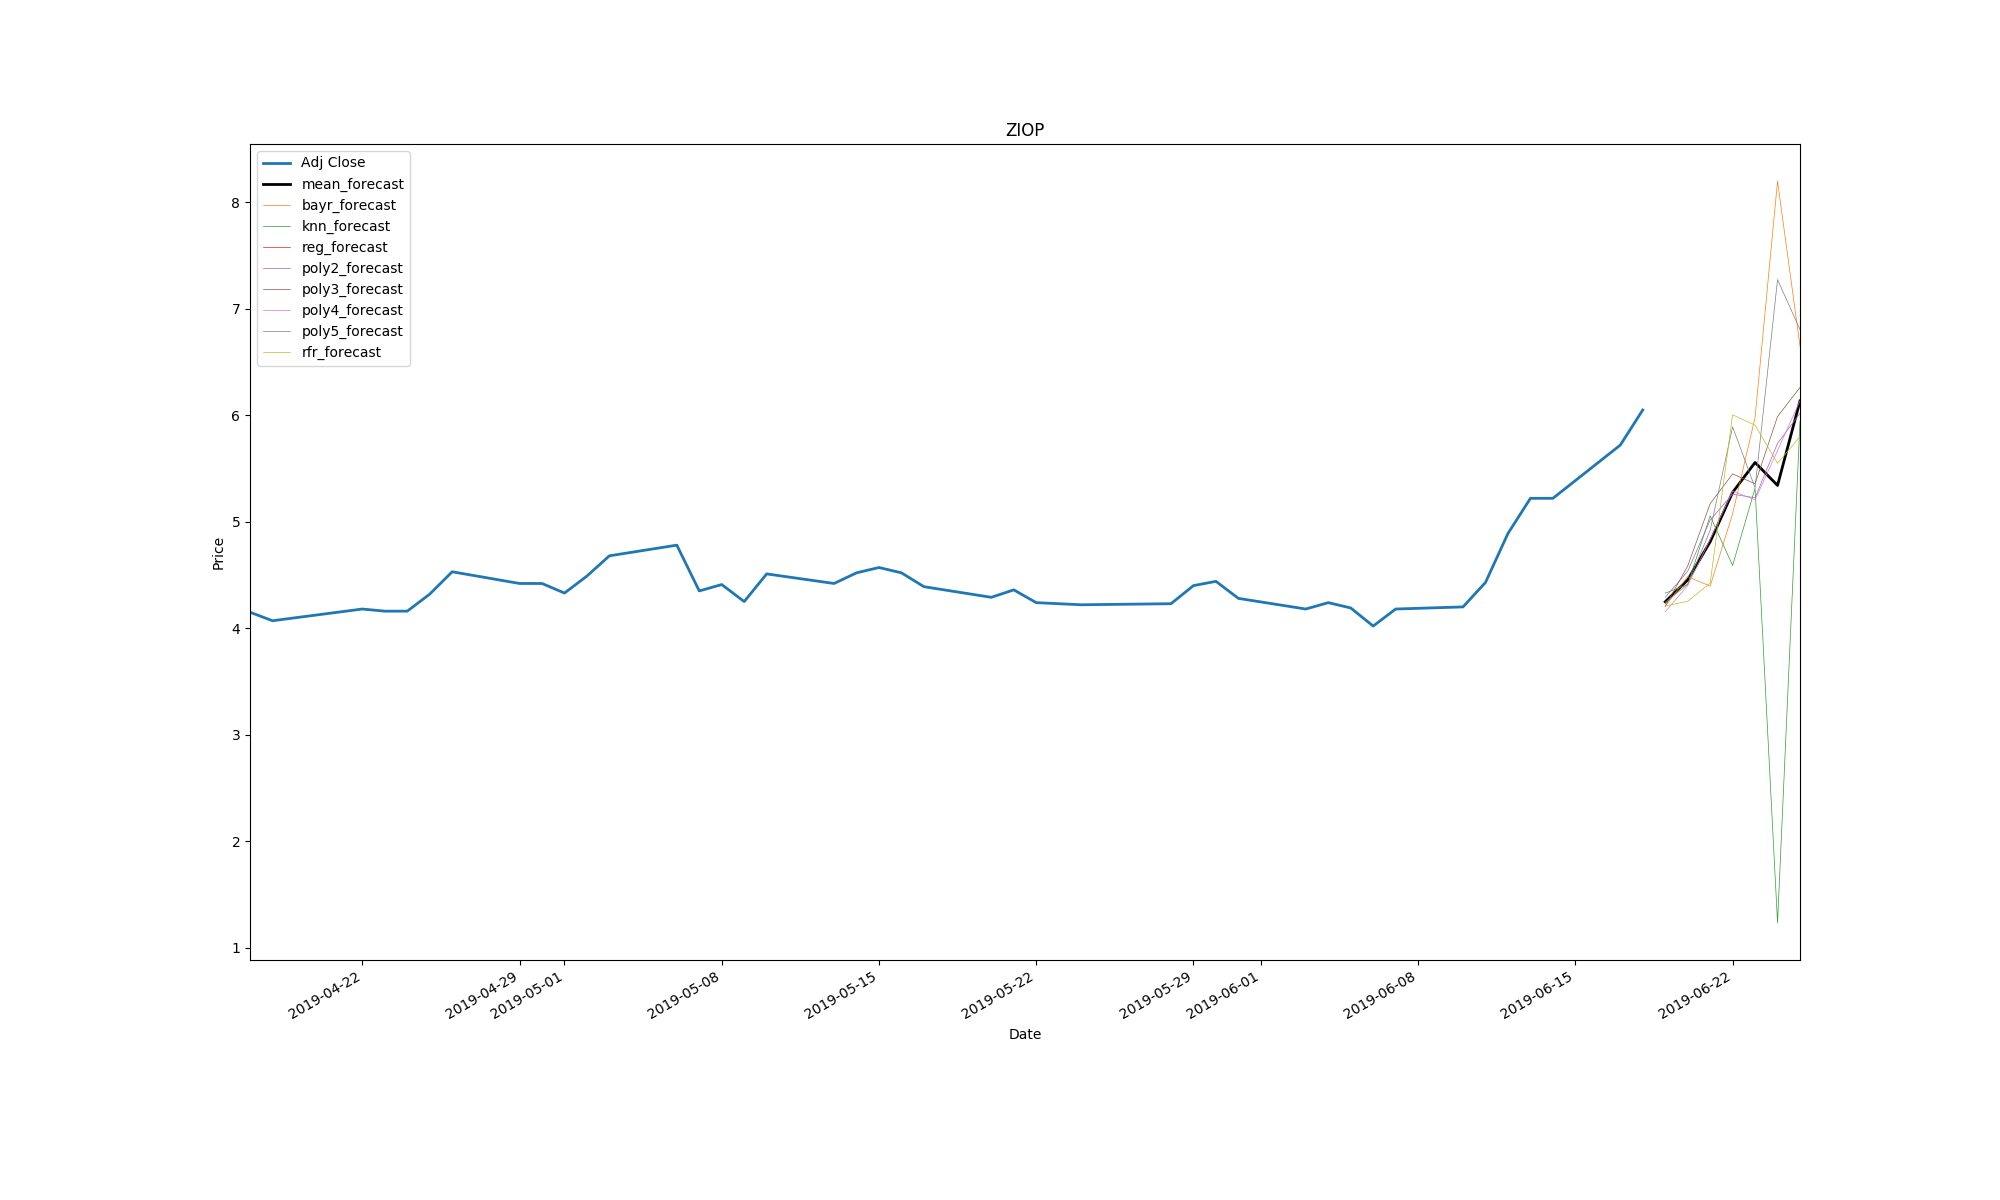 ZIOP
Adj Close
mean_forecast
bayr_forecast
knn_forecast
reg_forecast
poly2_forecast
poly3_forecast
poly4_forecast
poly5_forecast
rfr_forecast
8
7
6
5
4
3
2
1
Price
2019-04-22
2019-04-29
2019-05-01
2019-05-08
2019-05-15
2019-05-22
2019-05-29
2019-06-01
2019-06-08
2019-06-15
2019-06-22
Date